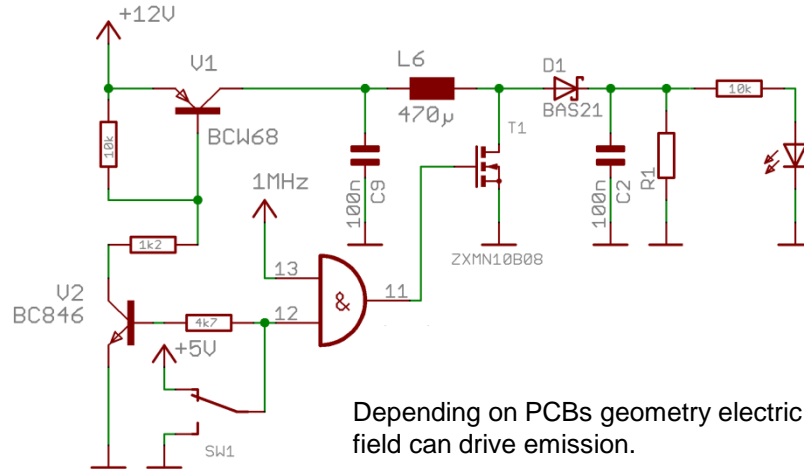 +12V
V1
BCW68
10k
L6
470µ
D1
BAS21
10k
T1
1MHz
100n
C9
100n
C2
R1
1k2
ZXMN10B08
13
&
11
12
V2
BC846
4k7
+5V
SW1
Depending on PCBs geometry electric
field can drive emission.